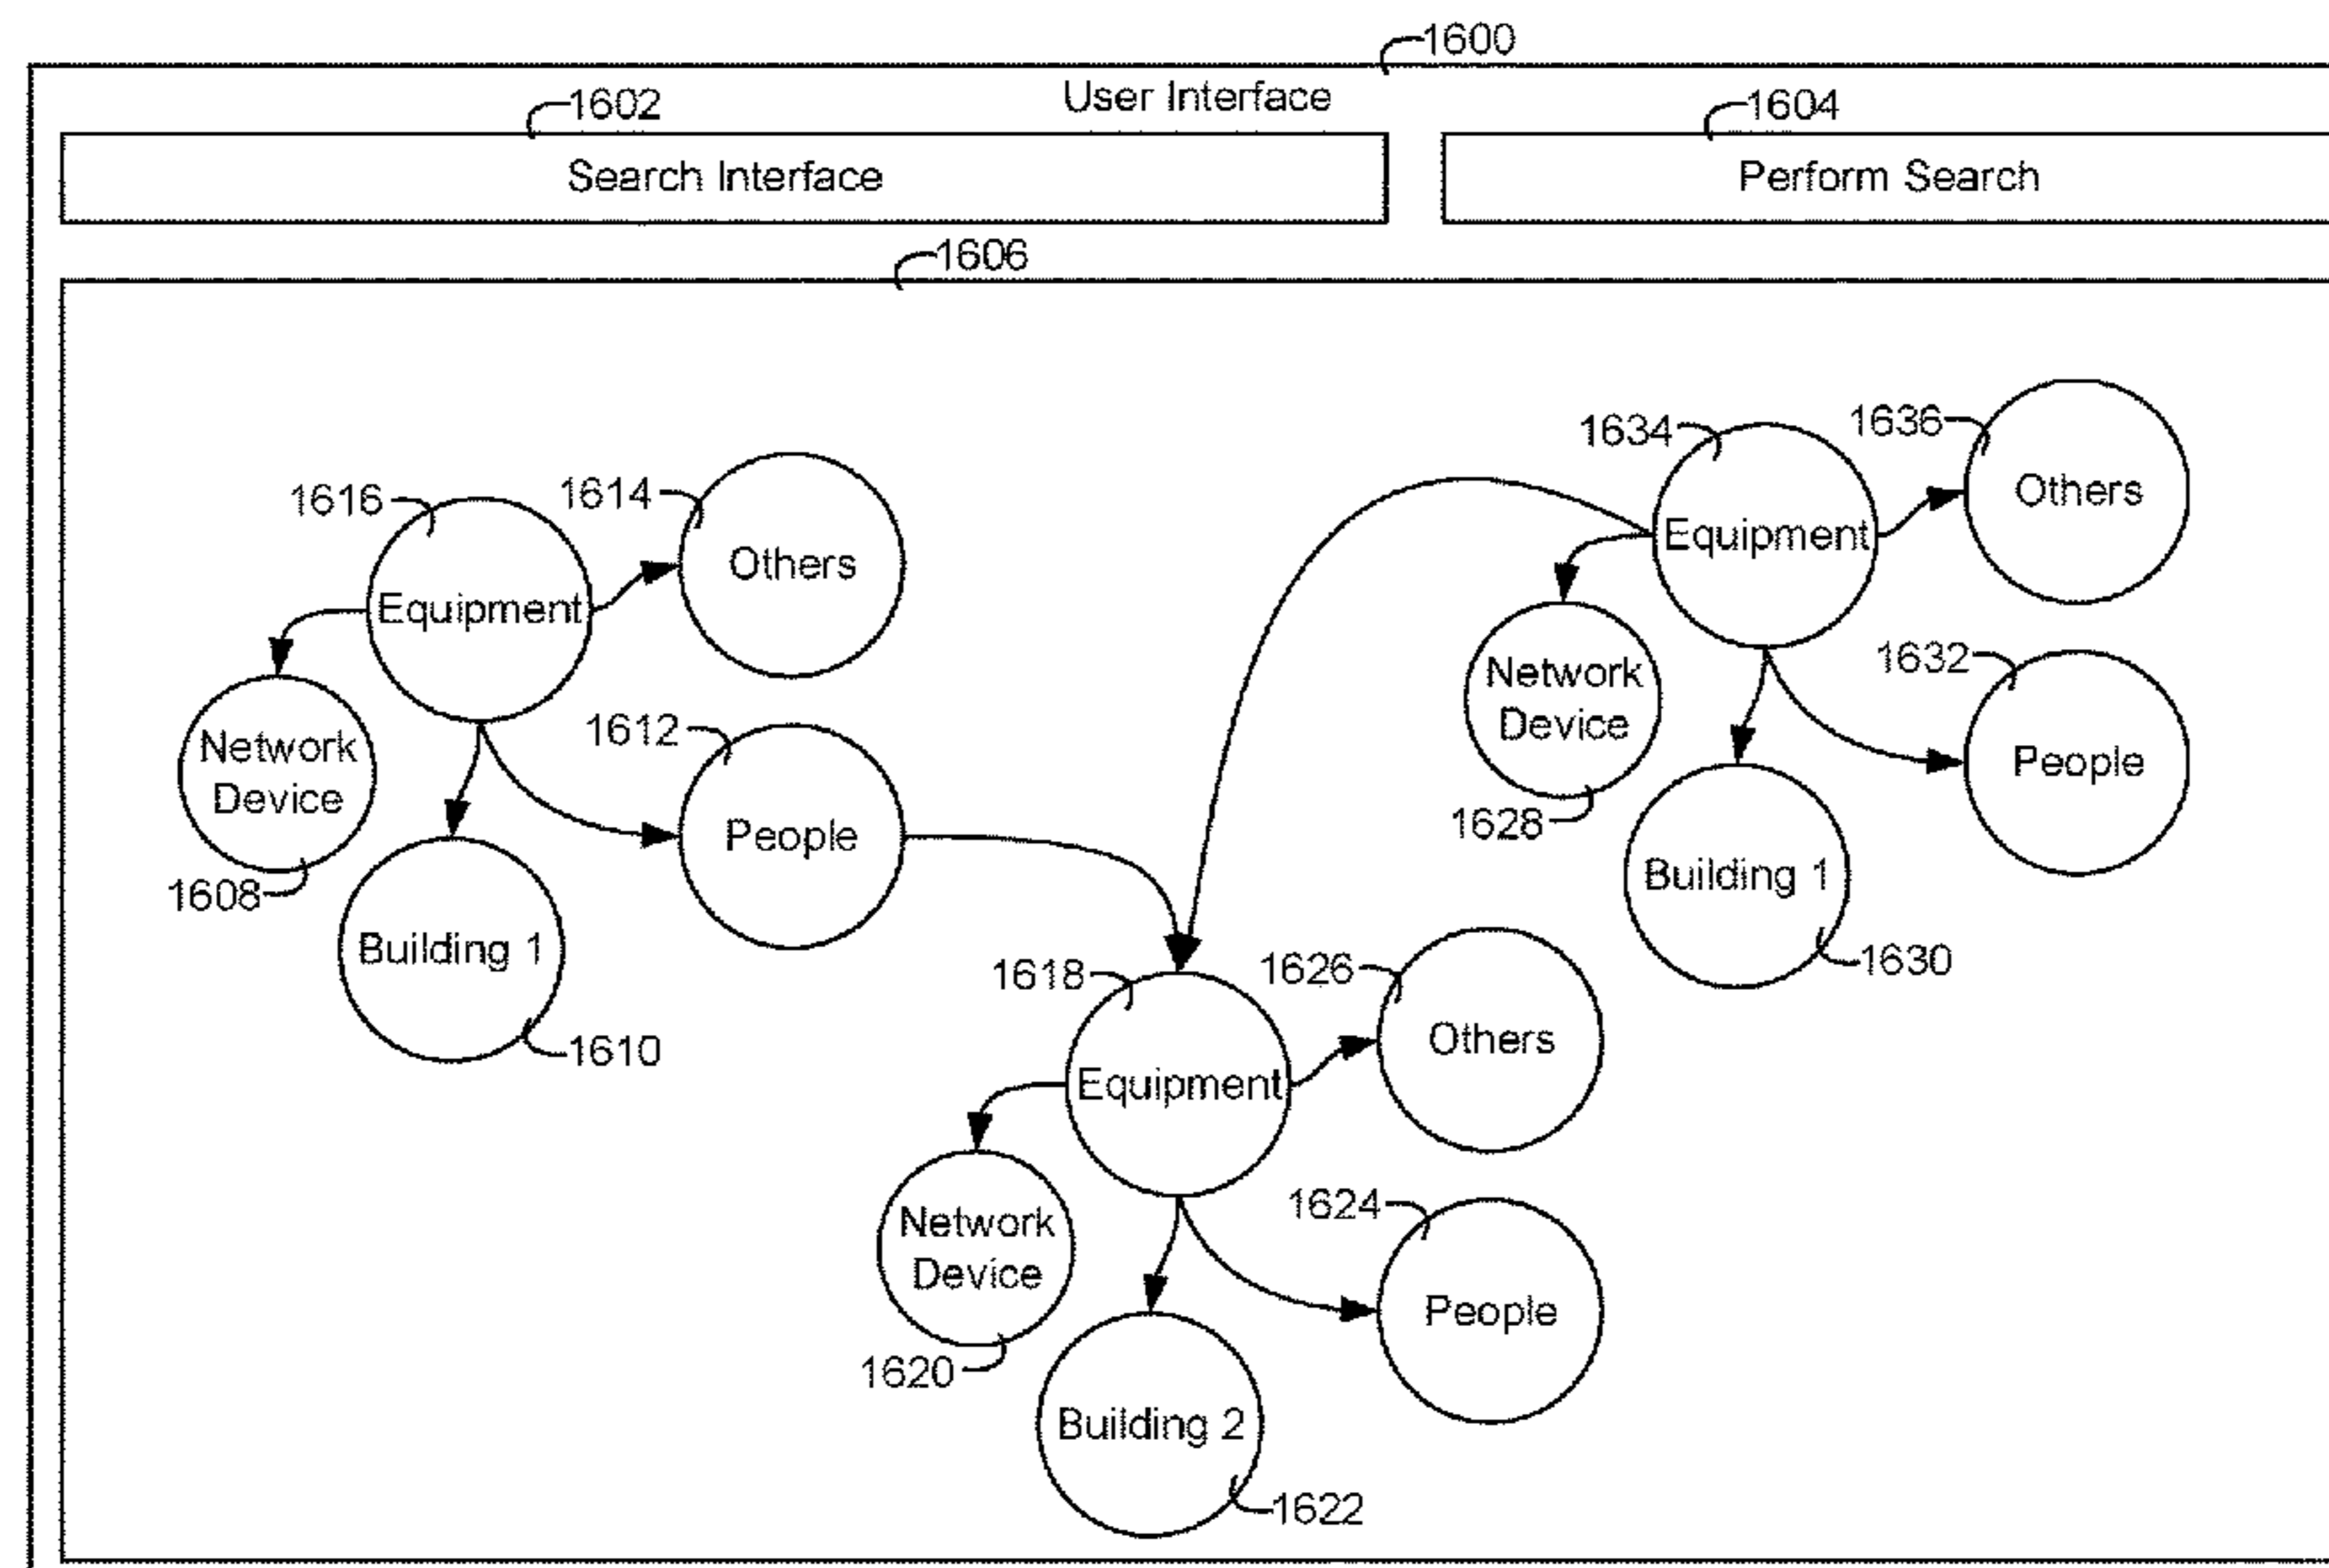 1600
User Interface
1602
1604
Search Interface
Perform Search
1606
1634
1636
Others
Equipment
1616
1614
Others
Equipment
Network
Device
1632
People
1628
Building 1
1630
1612
Network
Device
People
1608
Building 1
1610
1618
1626
Others
Equipment
Network
Device
1624
People
1620
Building 2
1622